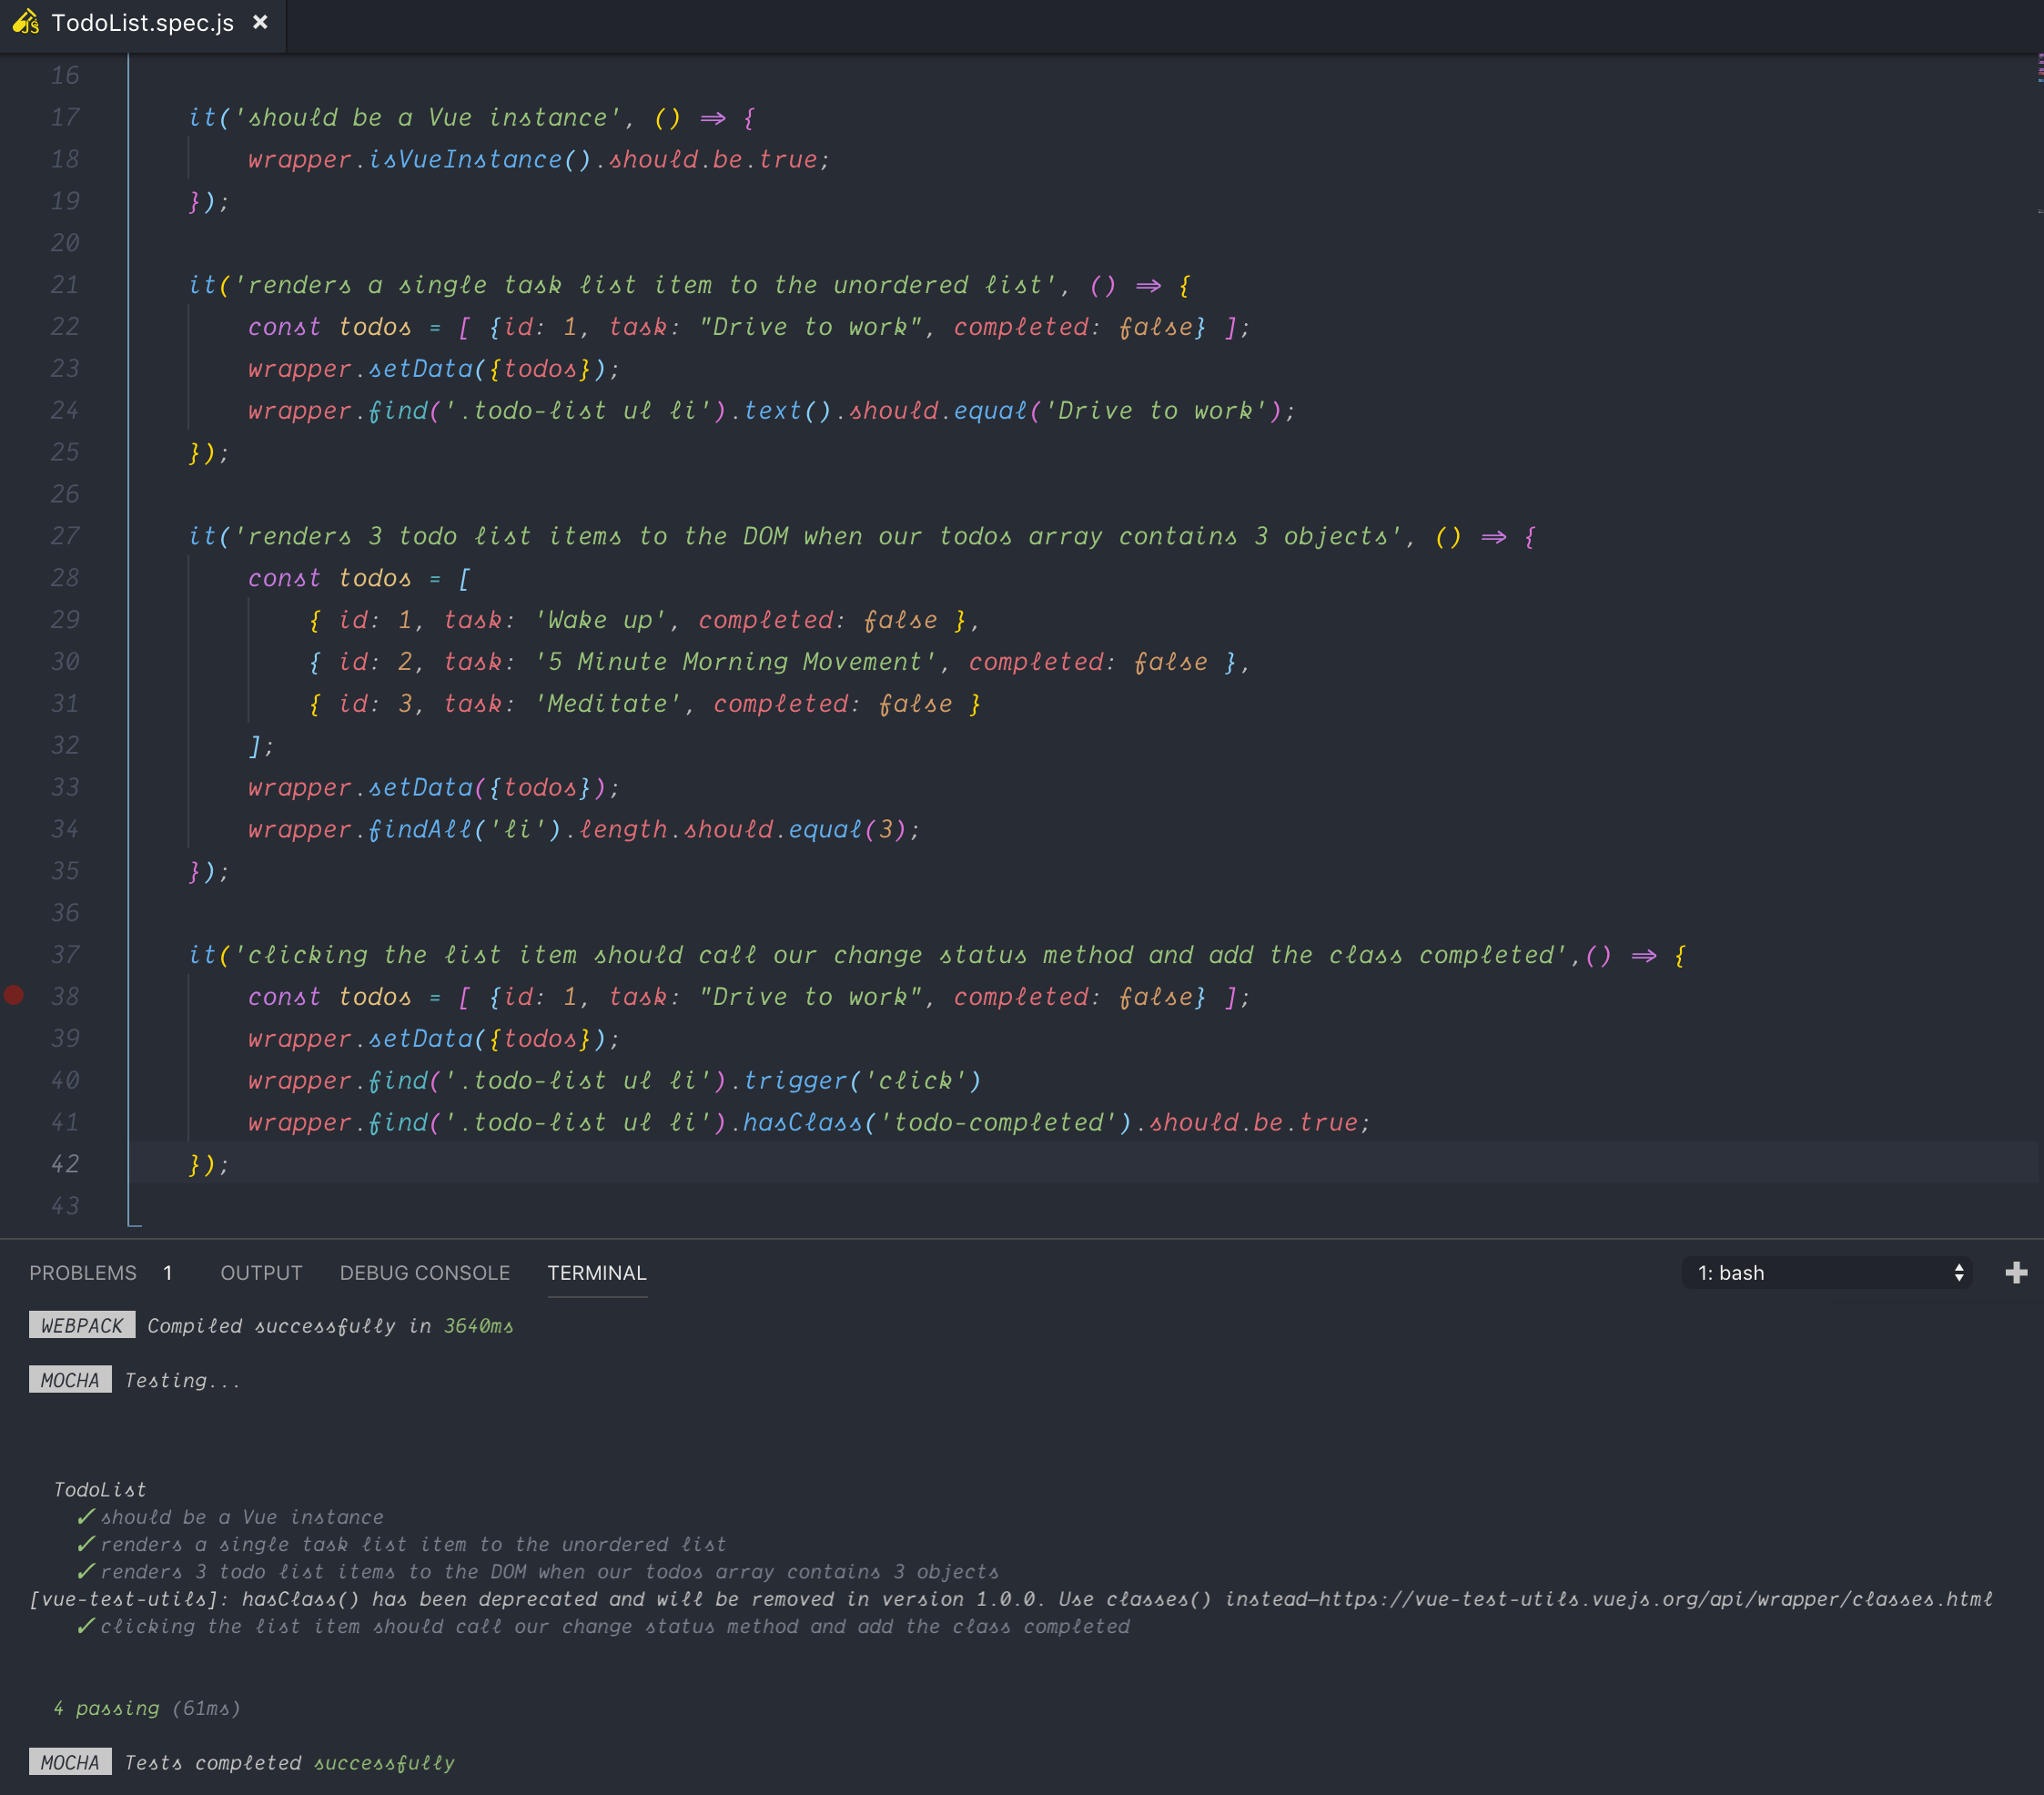 TodoList.spec.js ×
16
17 it('should be a Vue instance', () => {
18 wrapper.isVueInstance().should.be.true;
19 });
20
21 it('renders a single task list item to the unordered list', () => {
22 const todos = [ {id: 1, task: "Drive to work", completed: false} ];
23 wrapper.setData({todos});
24 wrapper.find('.todo-list ul li').text().should.equal('Drive to work');
25 });
26
27 it('renders 3 todo list items to the DOM when our todos array contains 3 objects', () => {
28 const todos = [
29 { id: 1, task: 'Wake up', completed: false },
30 { id: 2, task: '5 Minute Morning Movement', completed: false },
31 { id: 3, task: 'Meditate', completed: false }
32 ];
33 wrapper.setData({todos});
34 wrapper.findAll('li').length.should.equal(3);
35 });
36
37 it('clicking the list item should call our change status method and add the class completed',() => {
38 const todos = [ {id: 1, task: "Drive to work", completed: false} ];
39 wrapper.setData({todos});
40 wrapper.find('.todo-list ul li').trigger('click')
41 wrapper.find('.todo-list ul li').hasClass('todo-completed').should.be.true;
42 });
43
PROBLEMS 1 OUTPUT DEBUG CONSOLE TERMINAL 1: bash
WEBPACK Compiled successfully in 3640ms
MOCHA Testing...
TodoList
✓ should be a Vue instance
✓ renders a single task list item to the unordered list
✓ renders 3 todo list items to the DOM when our todos array contains 3 objects
[vue-test-utils]: hasClass() has been deprecated and will be removed in version 1.0.0. Use classes() instead—https://vue-test-utils.vuejs.org/api/wrapper/classes.html
✓ clicking the list item should call our change status method and add the class completed
4 passing (61ms)
MOCHA Tests completed successfully